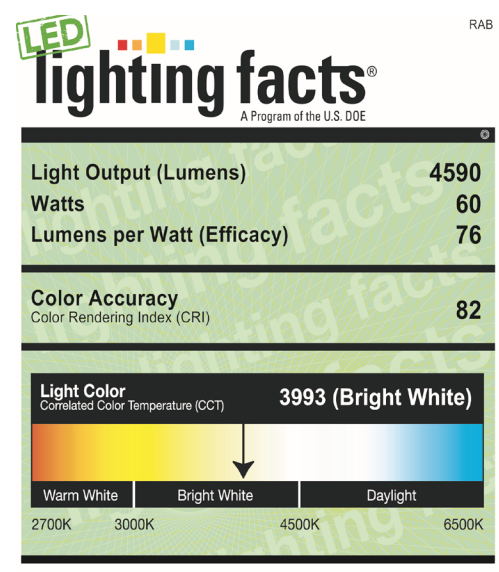 RAB
LED
lighting facts®
A Program of the U.S. DOE
Light Output (Lumens) 4590
Watts 60
Lumens per Watt (Efficacy) 76
Color Accuracy
Color Rendering Index (CRI) 82
Light Color
Correlated Color Temperature (CCT) 3993 (Bright White)
Warm White Bright White Daylight
2700K 3000K 4500K 6500K